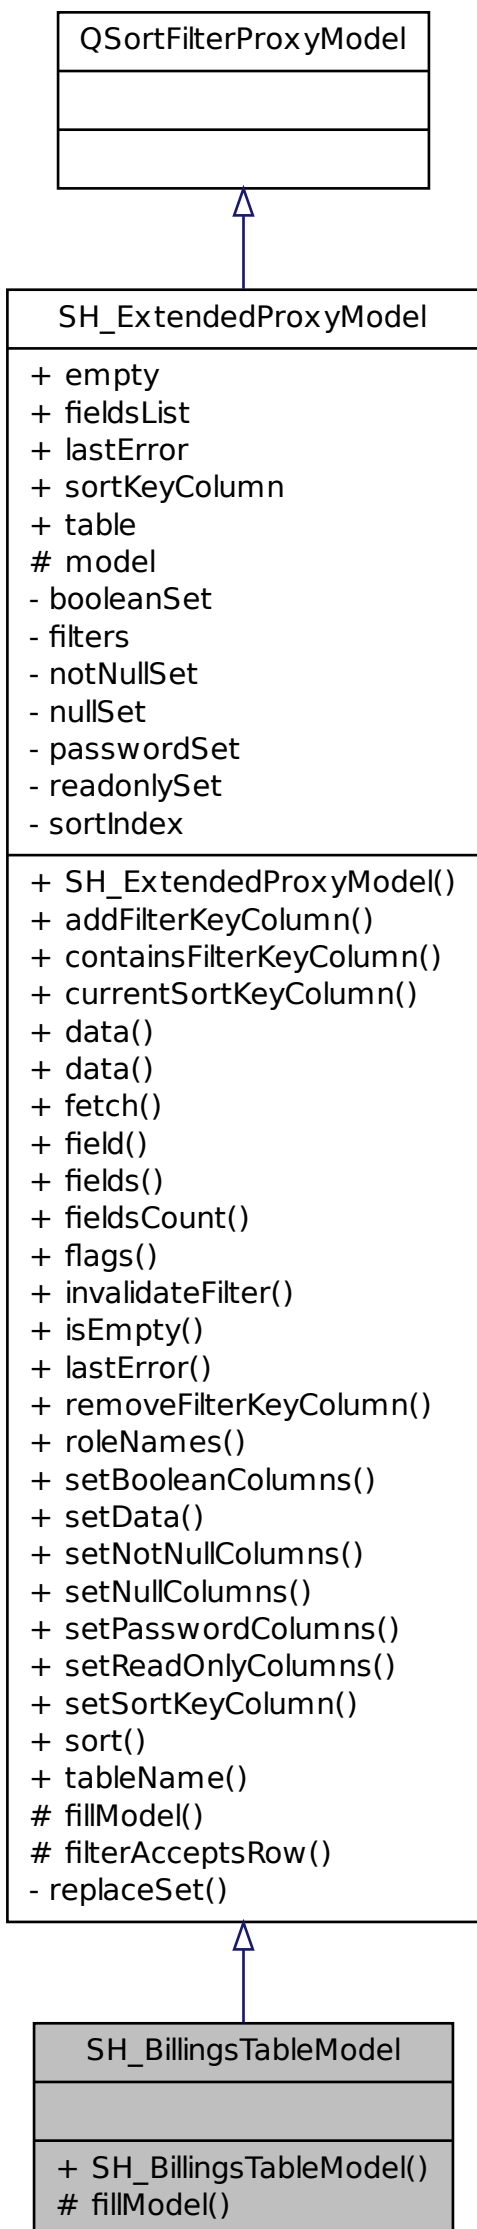 QSortFilterProxyModel
SH_ExtendedProxyModel
+ empty
+ fieldsList
+ lastError
+ sortKeyColumn
+ table
# model
- booleanSet
- filters
- notNullSet
- nullSet
- passwordSet
- readonlySet
- sortIndex
+ SH_ExtendedProxyModel()
+ addFilterKeyColumn()
+ containsFilterKeyColumn()
+ currentSortKeyColumn()
+ data()
+ data()
+ fetch()
+ field()
+ fields()
+ fieldsCount()
+ flags()
+ invalidateFilter()
+ isEmpty()
+ lastError()
+ removeFilterKeyColumn()
+ roleNames()
+ setBooleanColumns()
+ setData()
+ setNotNullColumns()
+ setNullColumns()
+ setPasswordColumns()
+ setReadOnlyColumns()
+ setSortKeyColumn()
+ sort()
+ tableName()
# fillModel()
# filterAcceptsRow()
- replaceSet()
SH_BillingsTableModel
+ SH_BillingsTableModel()
# fillModel()